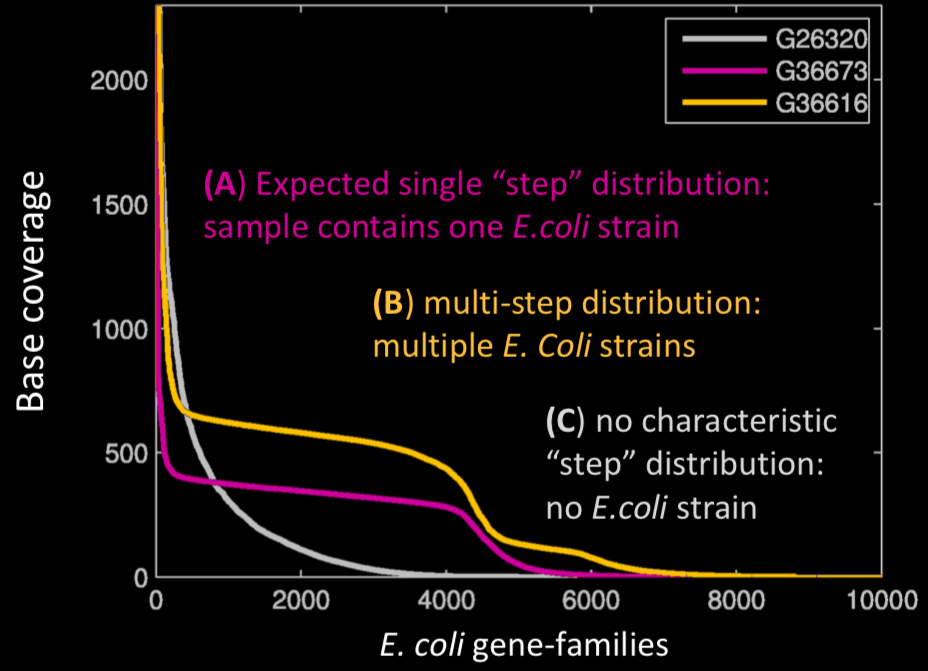 G26320
G36673
G36616
2000
1500
1000
500
0
Base coverage
(A) Expected single “step” distribution:
sample contains one E.coli strain
(B) multi-step distribution:
multiple E. Coli strains
(C) no characteristic
“step” distribution:
no E.coli strain
0 2000 4000 6000 8000 10000
E. coli gene-families